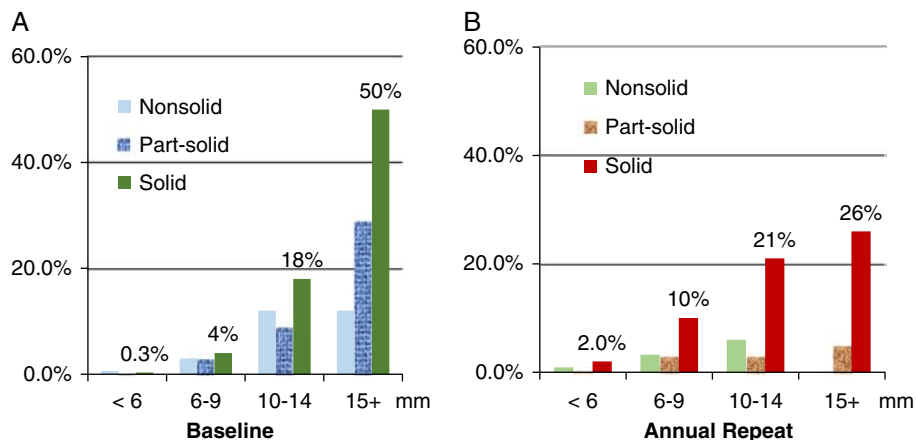 A
60.0%
40.0%
20.0%
0.0%
Nonsolid
Part-solid
Solid
0.3%
4%
18%
50%
< 6 6-9 10-14 15+ mm
Baseline
B
60.0%
40.0%
20.0%
0.0%
Nonsolid
Part-solid
Solid
2.0%
10%
21%
26%
< 6 6-9 10-14 15+ mm
Annual Repeat